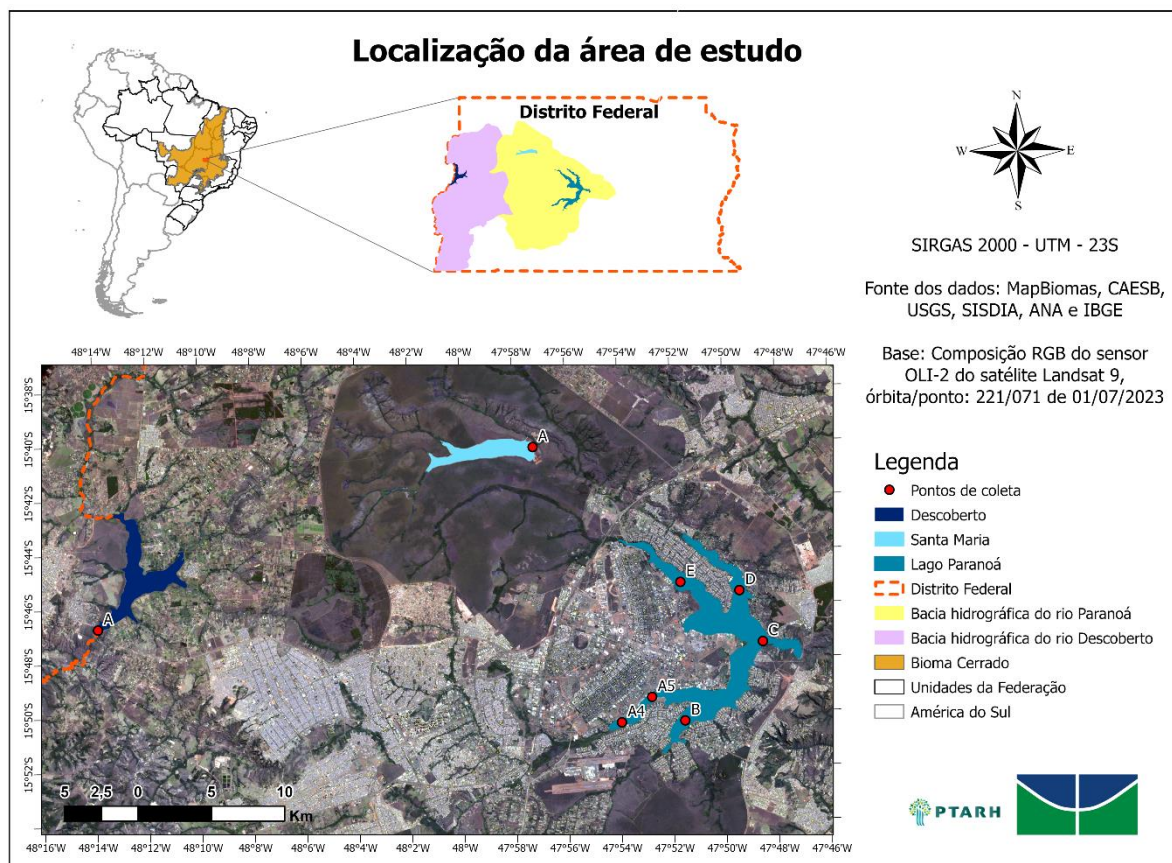 Localização da área de estudo
Distrito Federal
N
W
E
S
SIRGAS 2000 - UTM - 23S
Fonte dos dados: MapBiomas, CAESB,
USGS, SISDIA, ANA e IBGE
Base: Composição RGB do sensor
OLI-2 do satélite Landsat 9,
órbita/ponto: 221/071 de 01/07/2023
48°14'W 48°12'W 48°10'W 48°8'W 48°6'W 48°4'W 48°2'W 48°W 47°57'W 47°56'W 47°54'W 47°52'W 47°50'W 47°48'W 47°46'W
15°38'S
15°40'S
15°42'S
15°44'S
15°46'S
15°48'S
15°50'S
15°52'S
A
A
E
D
C
A5
A4
B
5 2,5 0 5 10
Km
48°16'W 48°14'W 48°12'W 48°10'W 48°8'W 48°6'W 48°4'W 48°2'W 48°W 47°57'W 47°56'W 47°54'W 47°52'W 47°50'W 47°48'W 47°46'W
Legenda
Pontos de coleta
Descoberto
Santa Maria
Lago Paranoá
Distrito Federal
Bacia hidrográfica do rio Paranoá
Bacia hidrográfica do rio Descoberto
Bioma Cerrado
Unidades da Federação
América do Sul
PTARH